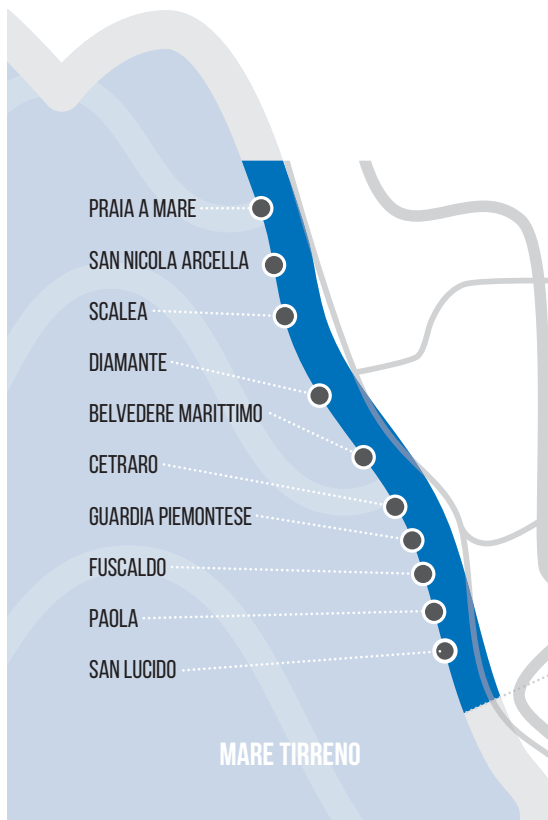 PRAIA A MARE
SAN NICOLA ARCELLA
SCALEA
DIAMANTE
BELVEDERE MARITTIMO
CETRARO
GUARDIA PIEMONTESE
FUSCALDO
PAOLA
SAN LUCIDO
MARE TIRRENO